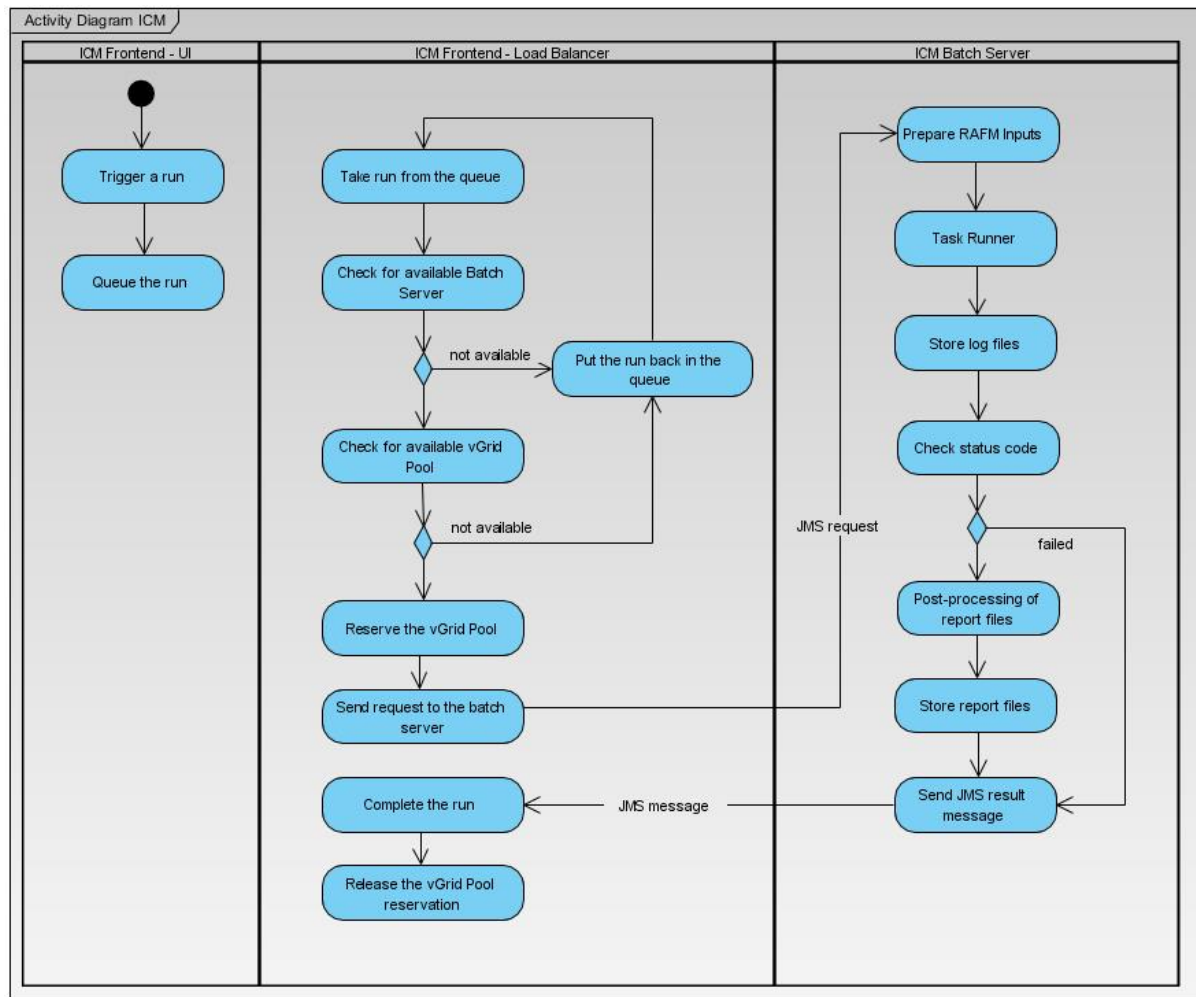 Activity Diagram ICM
ICM Frontend - UI
ICM Frontend - Load Balancer
ICM Batch Server
Trigger a run
Queue the run
Take run from the queue
Check for available Batch
Server
not available
Put the run back in the
queue
Check for available vGrid
Pool
not available
Reserve the vGrid Pool
Send request to the batch
server
JMS request
Prepare RAFM Inputs
Task Runner
Store log files
Check status code
failed
Post-processing of
report files
Store report files
Send JMS result
message
JMS message
Complete the run
Release the vGrid Pool
reservation